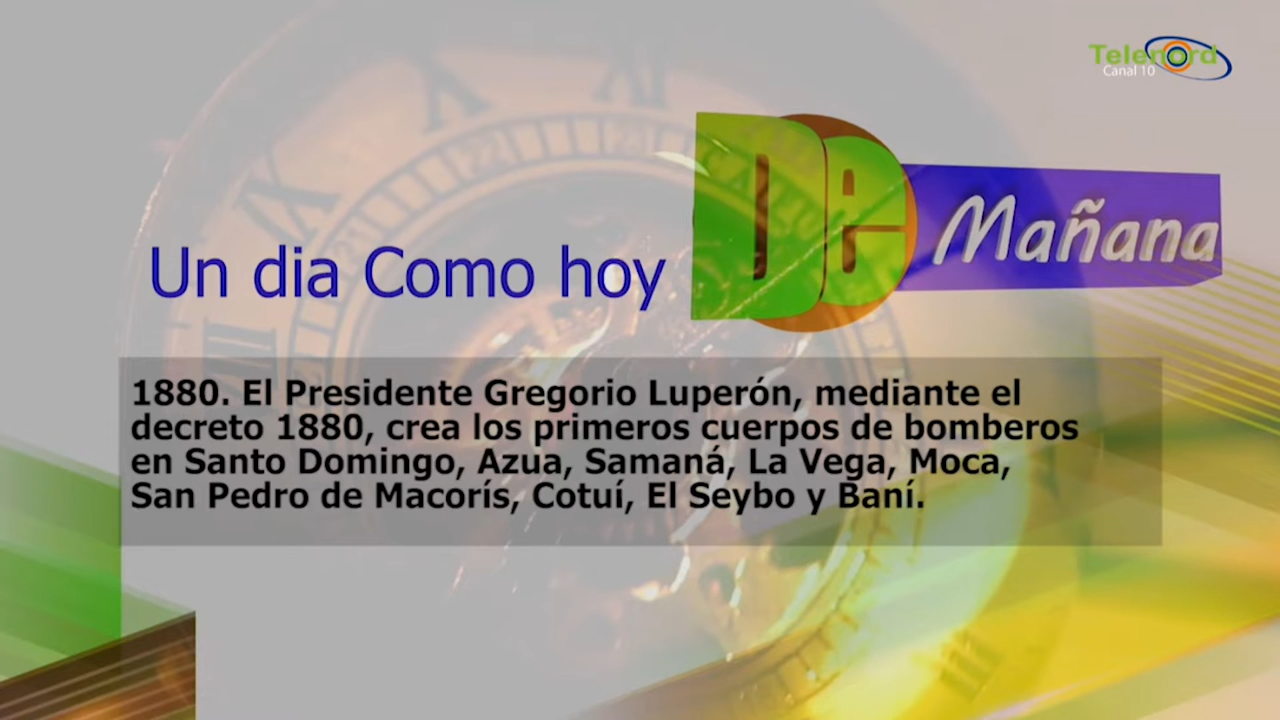 Telenord
Canal 10
De Mañana
Un dia Como hoy
1880. El Presidente Gregorio Luperón, mediante el
decreto 1880, crea los primeros cuerpos de bomberos
en Santo Domingo, Azua, Samaná, La Vega, Moca,
San Pedro de Macorís, Cotuí, El Seybo y Baní.